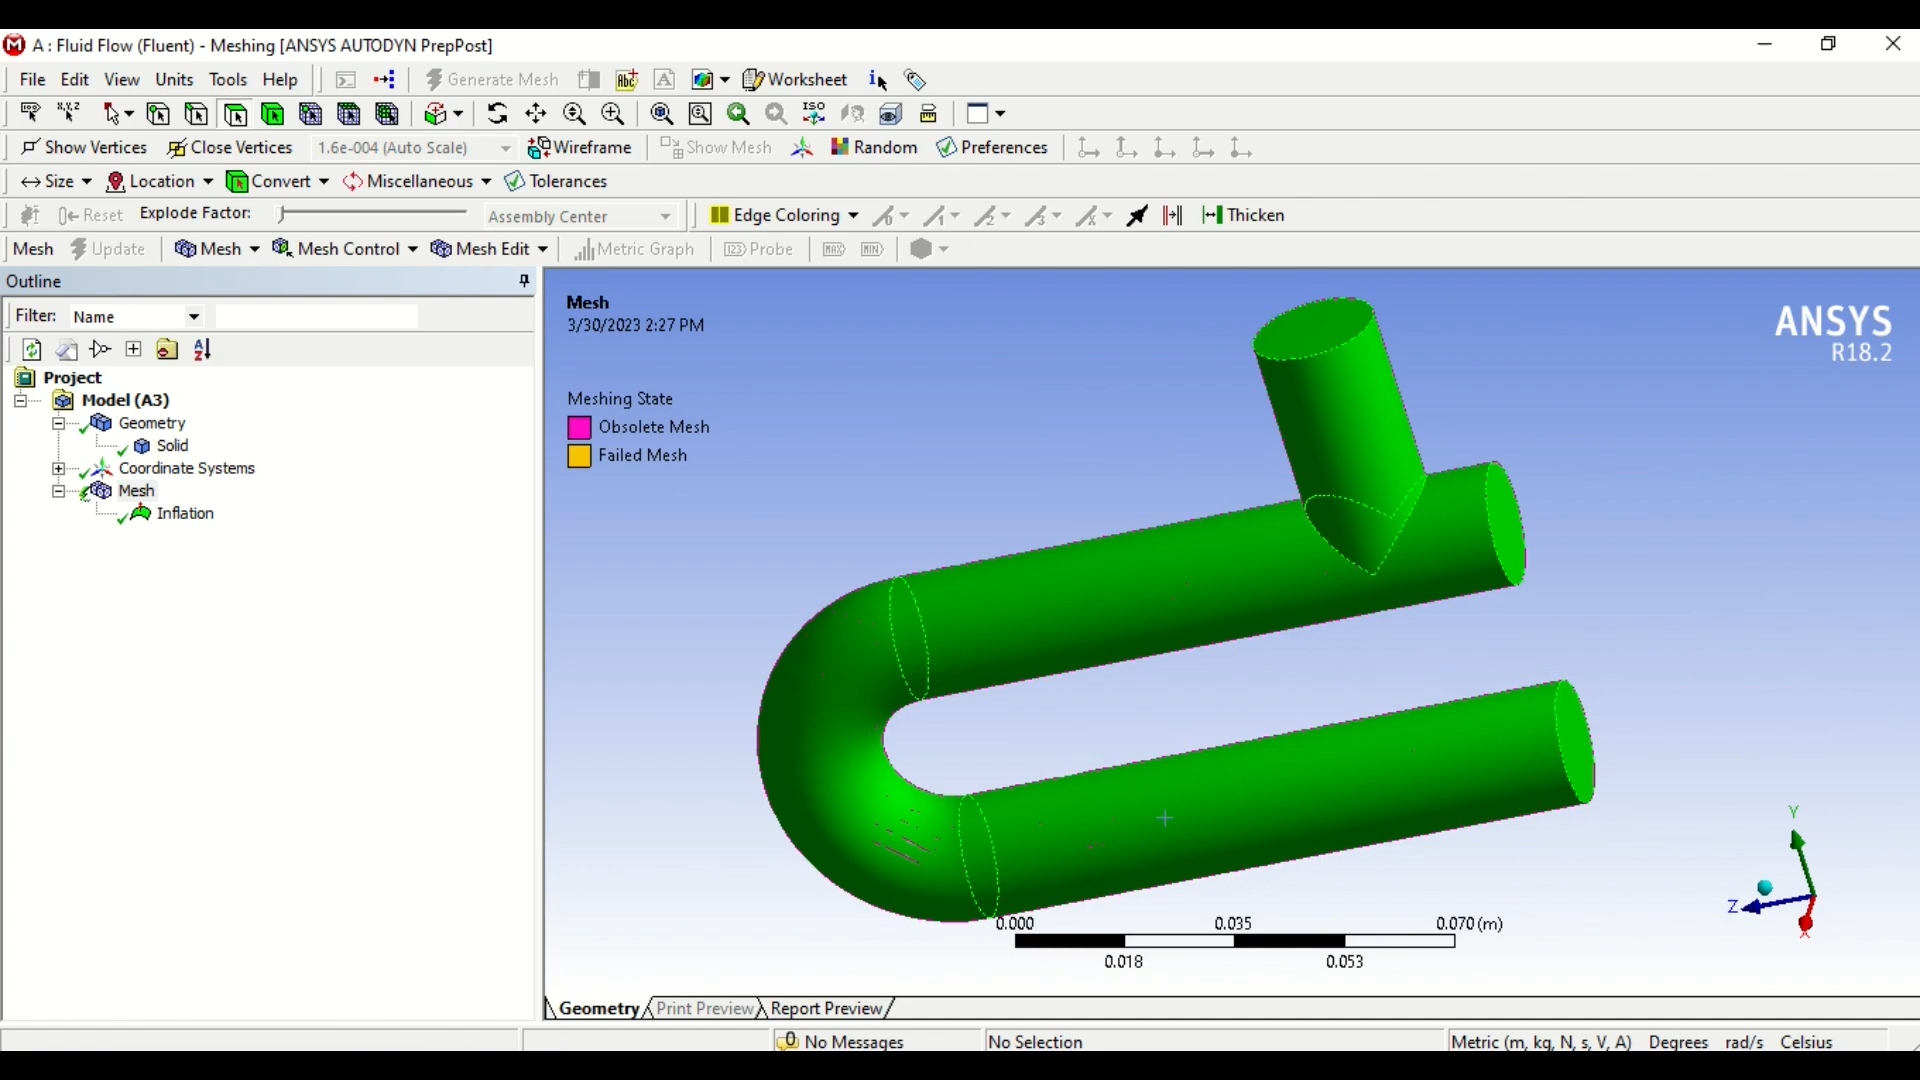 A : Fluid Flow (Fluent) - Meshing [ANSYS AUTODYN PrepPost]
File Edit View Units Tools Help Generate Mesh Worksheet
Show Vertices Close Vertices 1.6e-004 (Auto Scale) Wireframe Show Mesh Random Preferences
Size Location Convert Miscellaneous Tolerances
Reset Explode Factor: Assembly Center Edge Coloring Thicken
Mesh Update Mesh Mesh Control Mesh Edit Metric Graph Probe
Outline
Filter: Name
Project
Model (A3)
Geometry
Solid
Coordinate Systems
Mesh
Inflation
Mesh
3/30/2023 2:27 PM
Meshing State
Obsolete Mesh
Failed Mesh
ANSYS
R18.2
Y
Z
X
0.000 0.035 0.070 (m)
0.018 0.053
Geometry Print Preview Report Preview
0 No Messages No Selection Metric (m, kg, N, s, V, A) Degrees rad/s Celsius